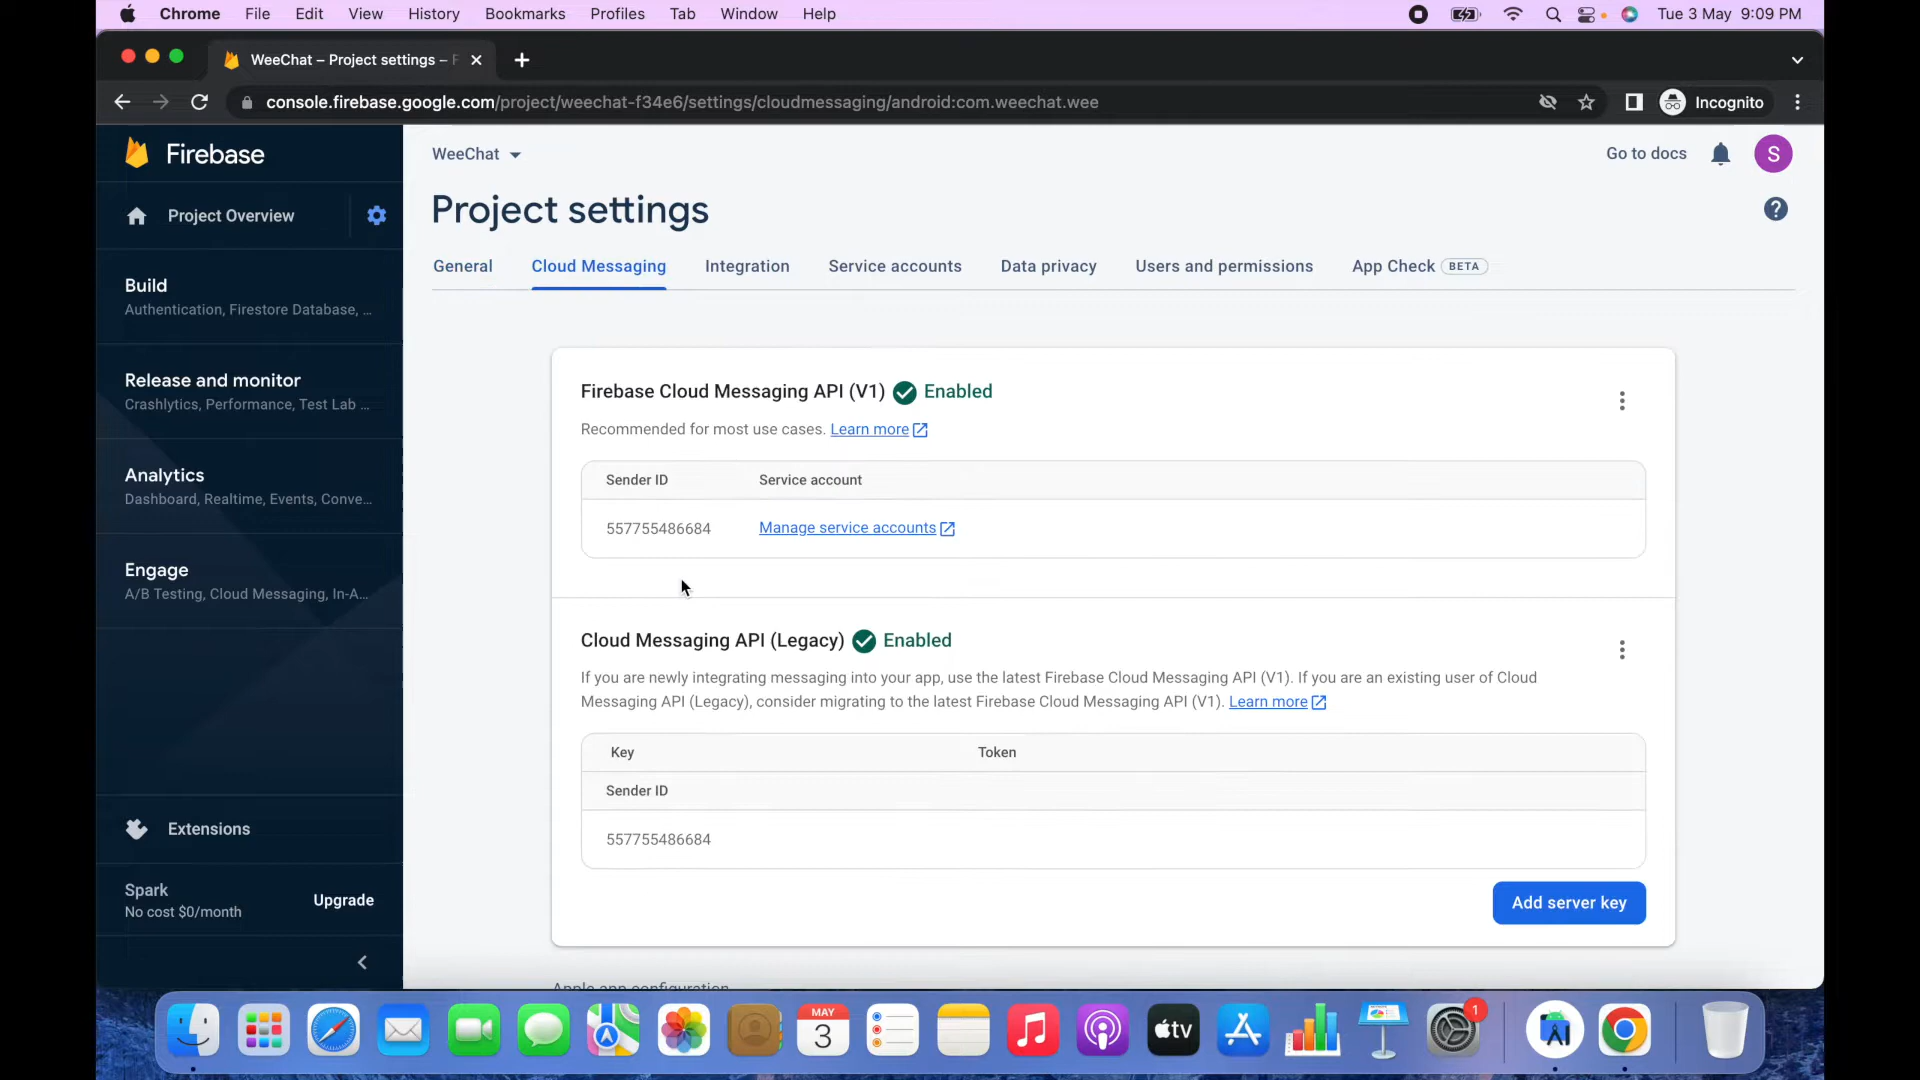 Chrome File Edit View History Bookmarks Profiles Tab Window Help Tue 3 May 9:09 PM
WeeChat – Project settings – F
console.firebase.google.com/project/weechat-f34e6/settings/cloudmessaging/android:com.weechat.wee
Incognito
Firebase
Project Overview
Build
Authentication, Firestore Database, ...
Release and monitor
Crashlytics, Performance, Test Lab ...
Analytics
Dashboard, Realtime, Events, Conve...
Engage
A/B Testing, Cloud Messaging, In-A...
Extensions
Spark
No cost $0/month
Upgrade
WeeChat
Go to docs
S
Project settings
?
General Cloud Messaging Integration Service accounts Data privacy Users and permissions App Check BETA
Firebase Cloud Messaging API (V1) Enabled
Recommended for most use cases. Learn more
Sender ID Service account
557755486684 Manage service accounts
Cloud Messaging API (Legacy) Enabled
If you are newly integrating messaging into your app, use the latest Firebase Cloud Messaging API (V1). If you are an existing user of Cloud
Messaging API (Legacy), consider migrating to the latest Firebase Cloud Messaging API (V1). Learn more
Key Token
Sender ID
557755486684
Add server key
Apple app configuration
MAY
3
tv
1